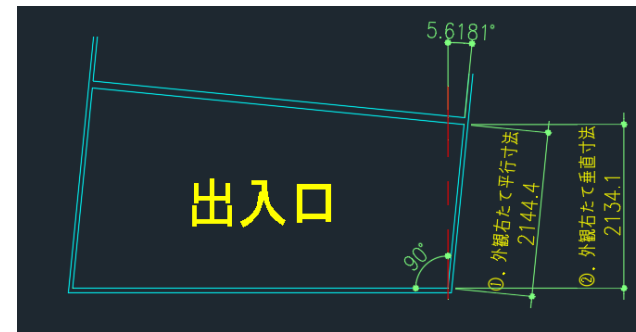 5.6181°
出入口
90°
①. 外観右たて平行寸法
2144.4
②. 外観右たて垂直寸法
2134.1